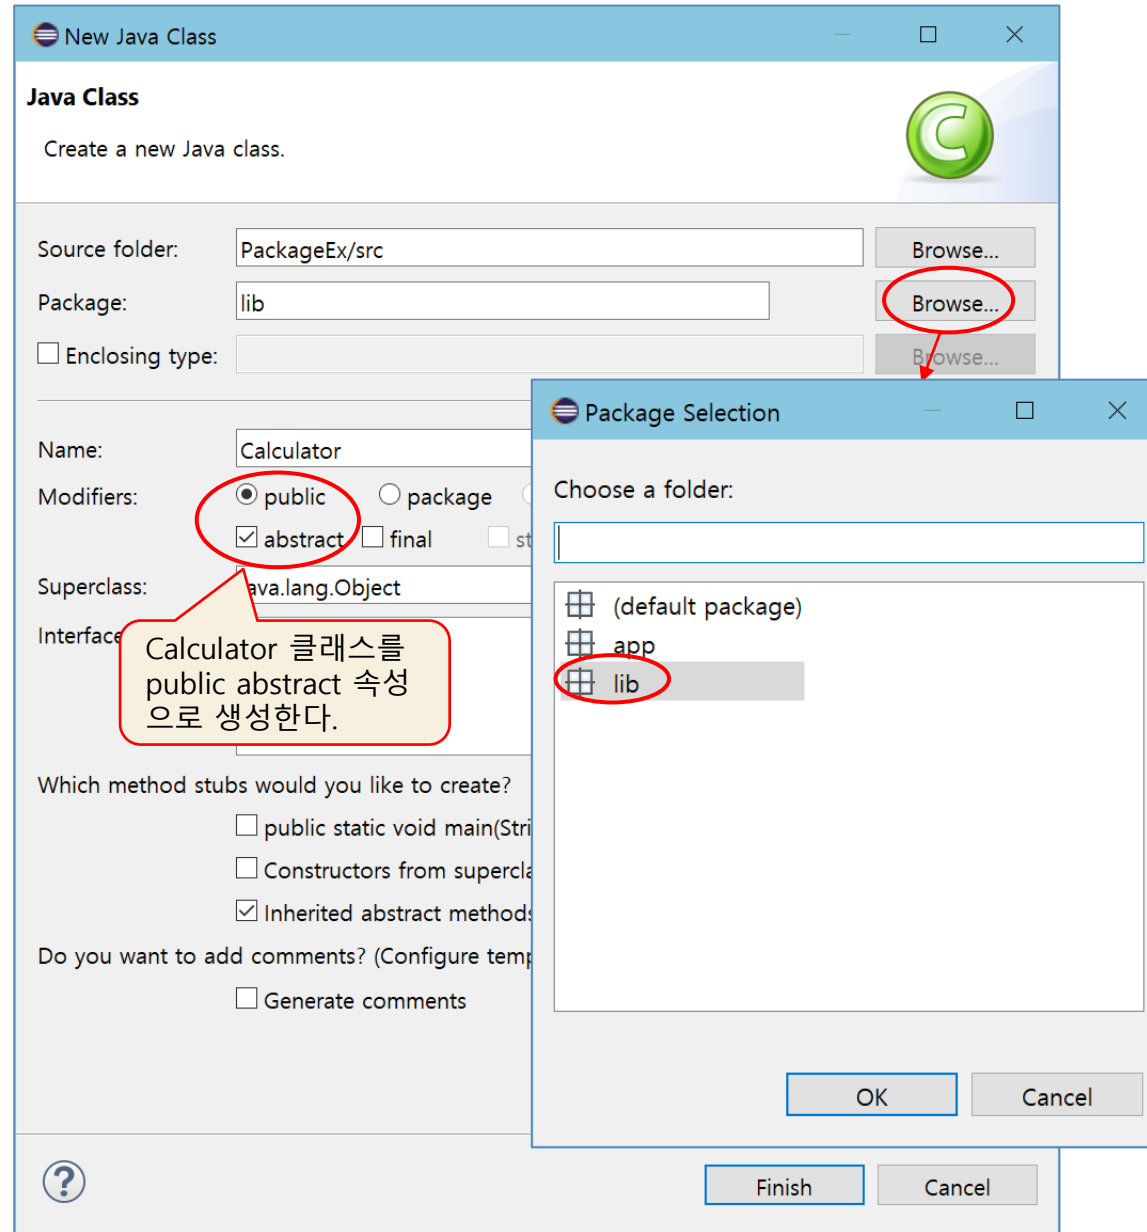 New Java Class
Java Class
Create a new Java class.
Source folder: PackageEx/src Browse...
Package: lib Browse...
Enclosing type: Browse...
Package Selection
Name: Calculator
Modifiers: public package
abstract final st
Choose a folder:
Superclass: java.lang.Object
(default package)
Interface
Calculator 클래스를
public abstract 속성
으로 생성한다.
app
lib
Which method stubs would you like to create?
public static void main(Stri
Constructors from supercla
Inherited abstract methods
Do you want to add comments? (Configure temp
Generate comments
OK Cancel
Finish Cancel